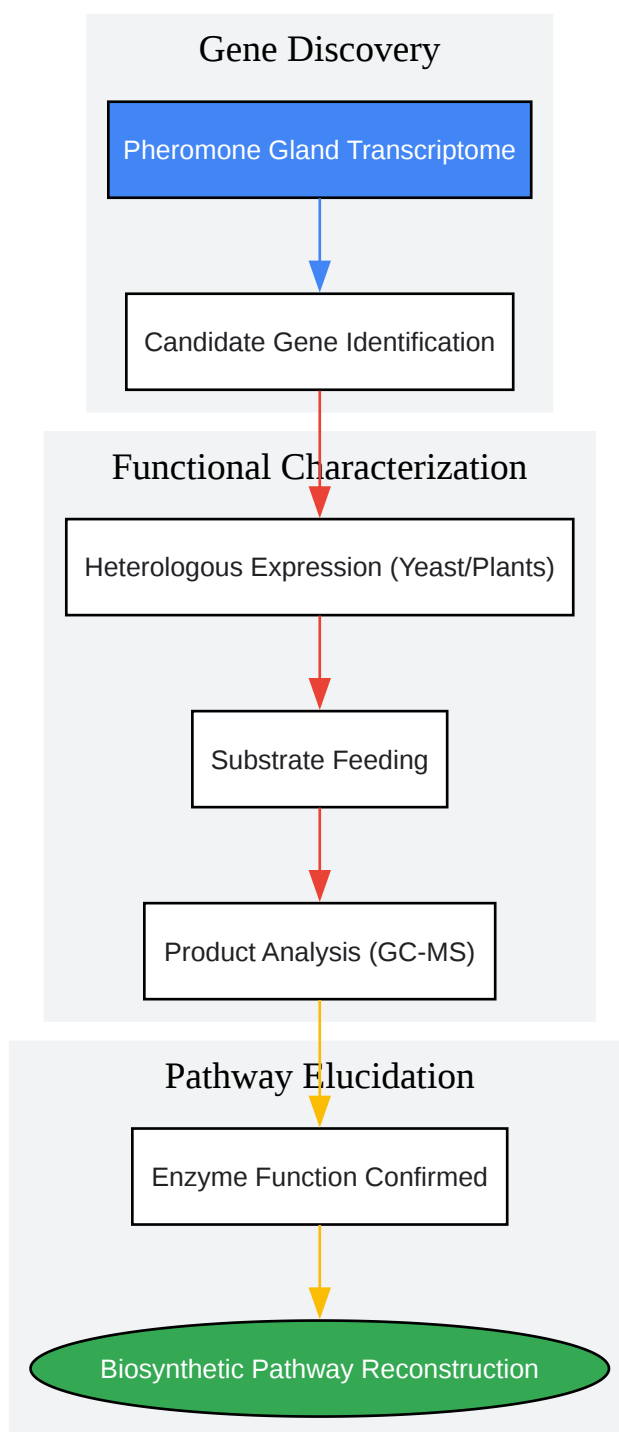 Gene Discovery
Pheromone Gland Transcriptome
Candidate Gene Identification
Functional Characterization
Heterologous Expression (Yeast/Plants)
Substrate Feeding
Product Analysis (GC-MS)
Pathway Elucidation
Enzyme Function Confirmed
Biosynthetic Pathway Reconstruction